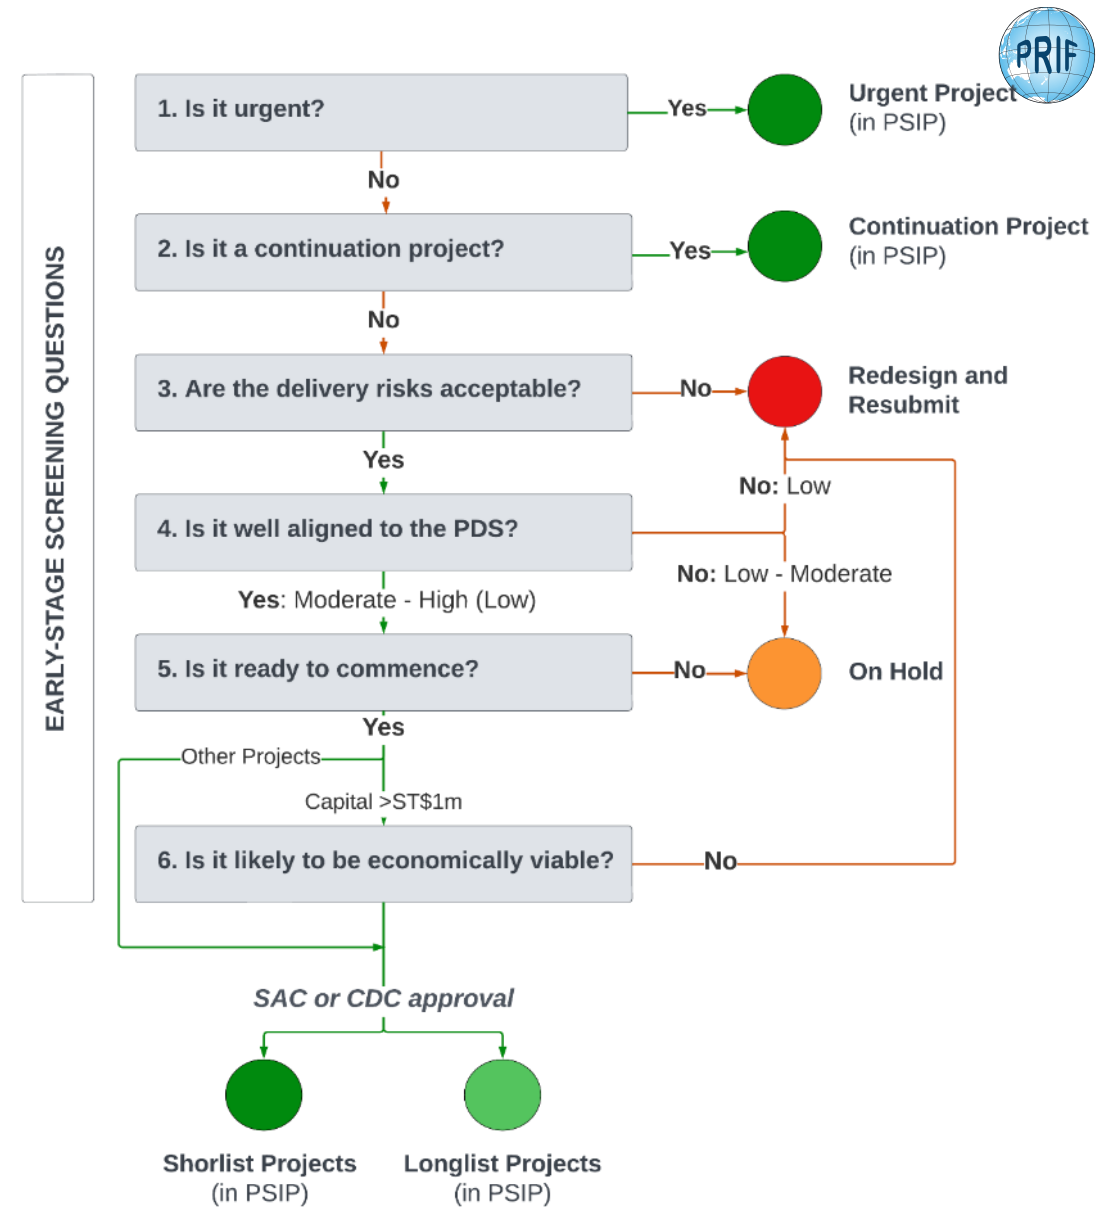 PRIF
EARLY-STAGE SCREENING QUESTIONS
1. Is it urgent?
Yes
Urgent Project
(in PSIP)
No
2. Is it a continuation project?
Yes
Continuation Project
(in PSIP)
No
3. Are the delivery risks acceptable?
No
Redesign and
Resubmit
Yes
No: Low
4. Is it well aligned to the PDS?
No: Low - Moderate
Yes: Moderate - High (Low)
5. Is it ready to commence?
No
On Hold
Yes
Other Projects
Capital >ST$1m
6. Is it likely to be economically viable?
No
SAC or CDC approval
Shorlist Projects
(in PSIP)
Longlist Projects
(in PSIP)